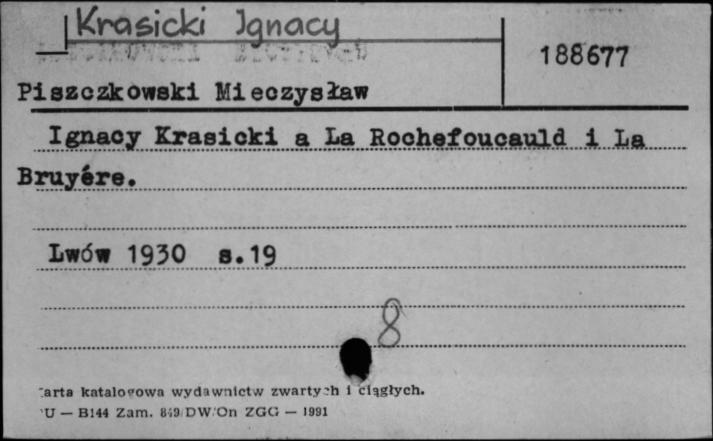 Krasicki Ignacy
188677
Piszczkowski Mieczysław
Ignacy Krasicki a La Rochefoucauld i La
Bruyére.
Lwów 1930 s.19
8
arta katalogowa wydawnictw zwartych i ciągłych.
U — B144 Zam. 849/DW/On ZGG — 1991